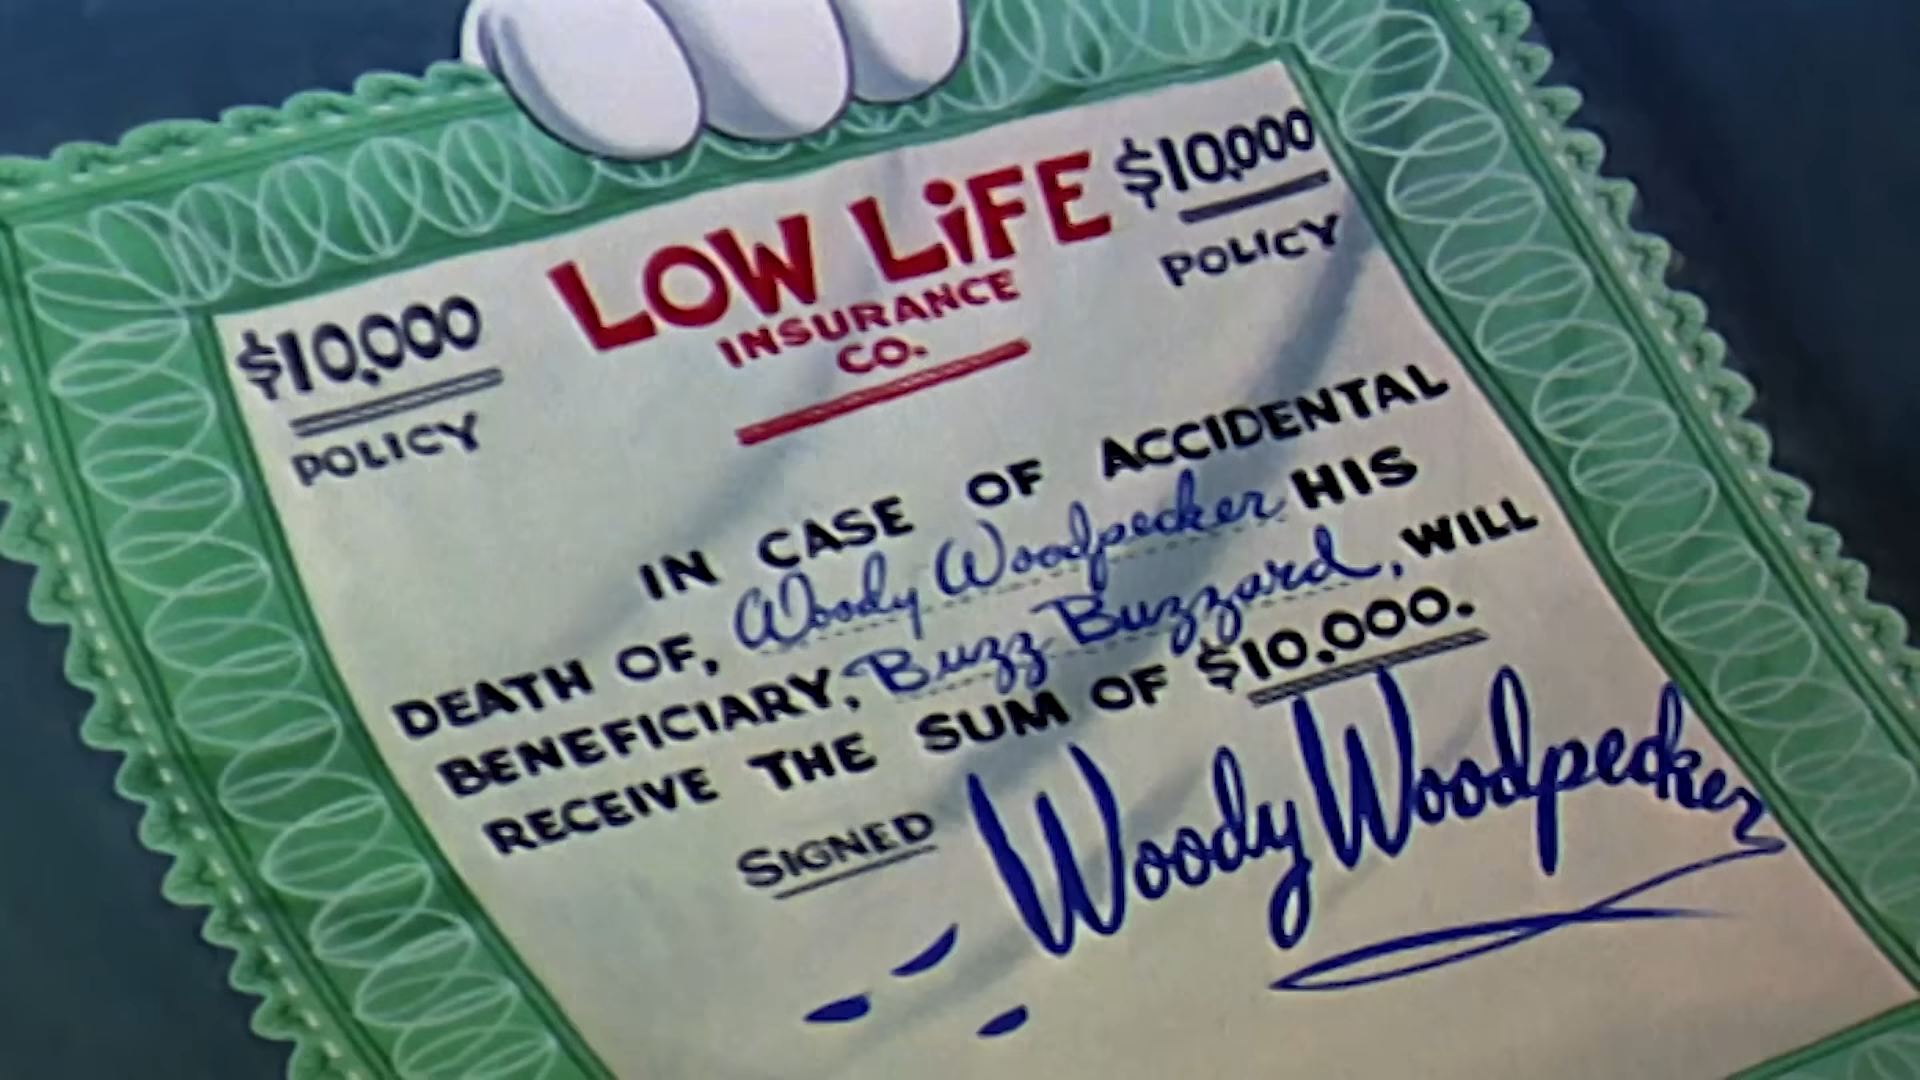 $10,000
POLICY
LOW LiFE
INSURANCE
CO.
$10,000
POLICY
IN CASE OF ACCIDENTAL
DEATH OF, Woody Woodpecker HIS
BENEFICIARY, Buzz Buzzard, WILL
RECEIVE THE SUM OF $10,000.
SIGNED Woody Woodpecker